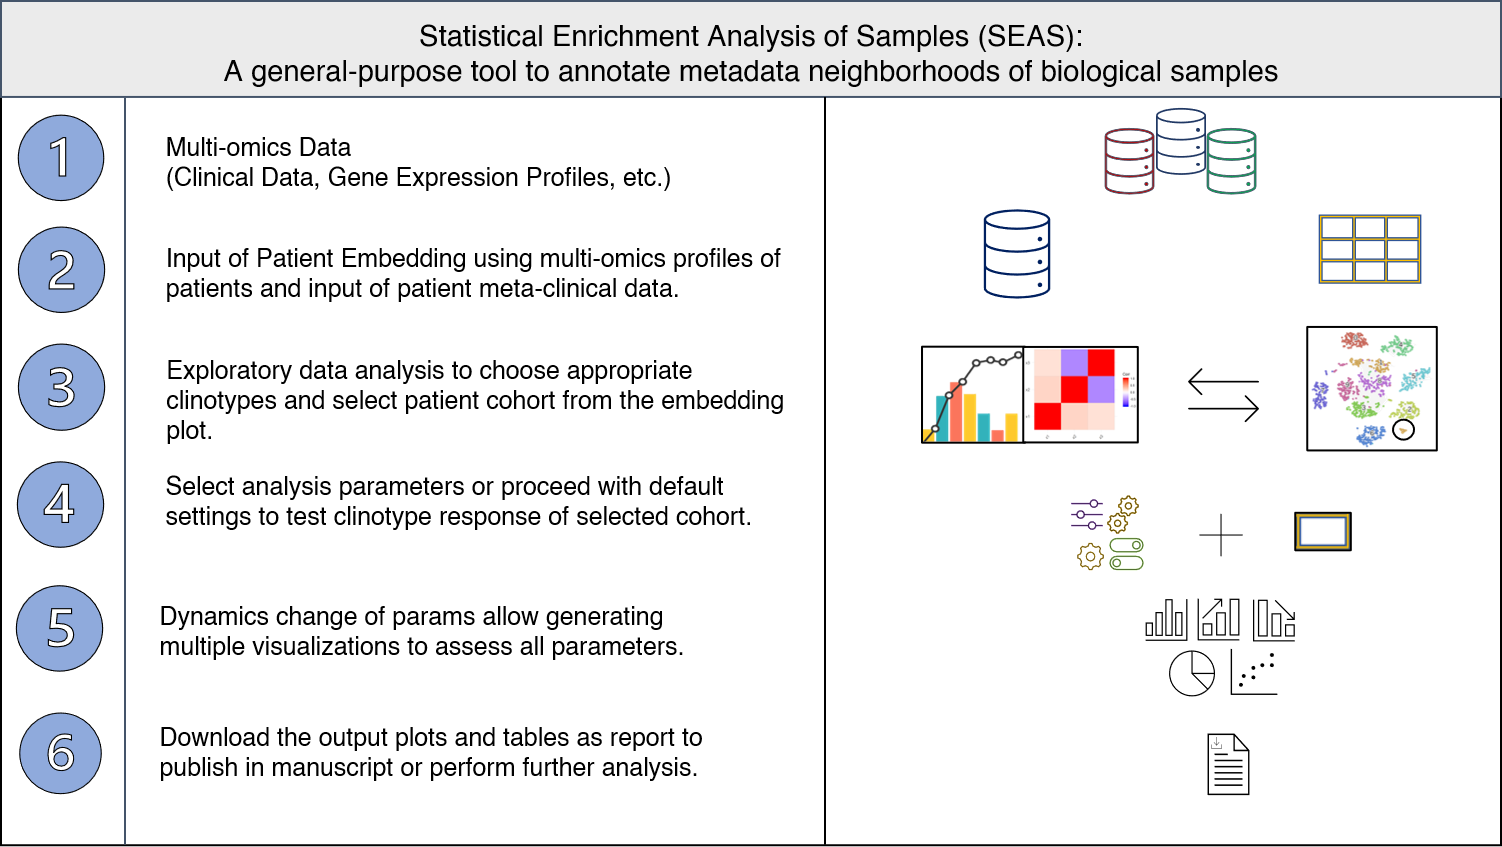 Statistical Enrichment Analysis of Samples (SEAS):
A general-purpose tool to annotate metadata neighborhoods of biological samples
1
Multi-omics Data
(Clinical Data, Gene Expression Profiles, etc.)
2
Input of Patient Embedding using multi-omics profiles of
patients and input of patient meta-clinical data.
3
Exploratory data analysis to choose appropriate
clinotypes and select patient cohort from the embedding
plot.
4
Select analysis parameters or proceed with default
settings to test clinotype response of selected cohort.
5
Dynamics change of params allow generating
multiple visualizations to assess all parameters.
6
Download the output plots and tables as report to
publish in manuscript or perform further analysis.